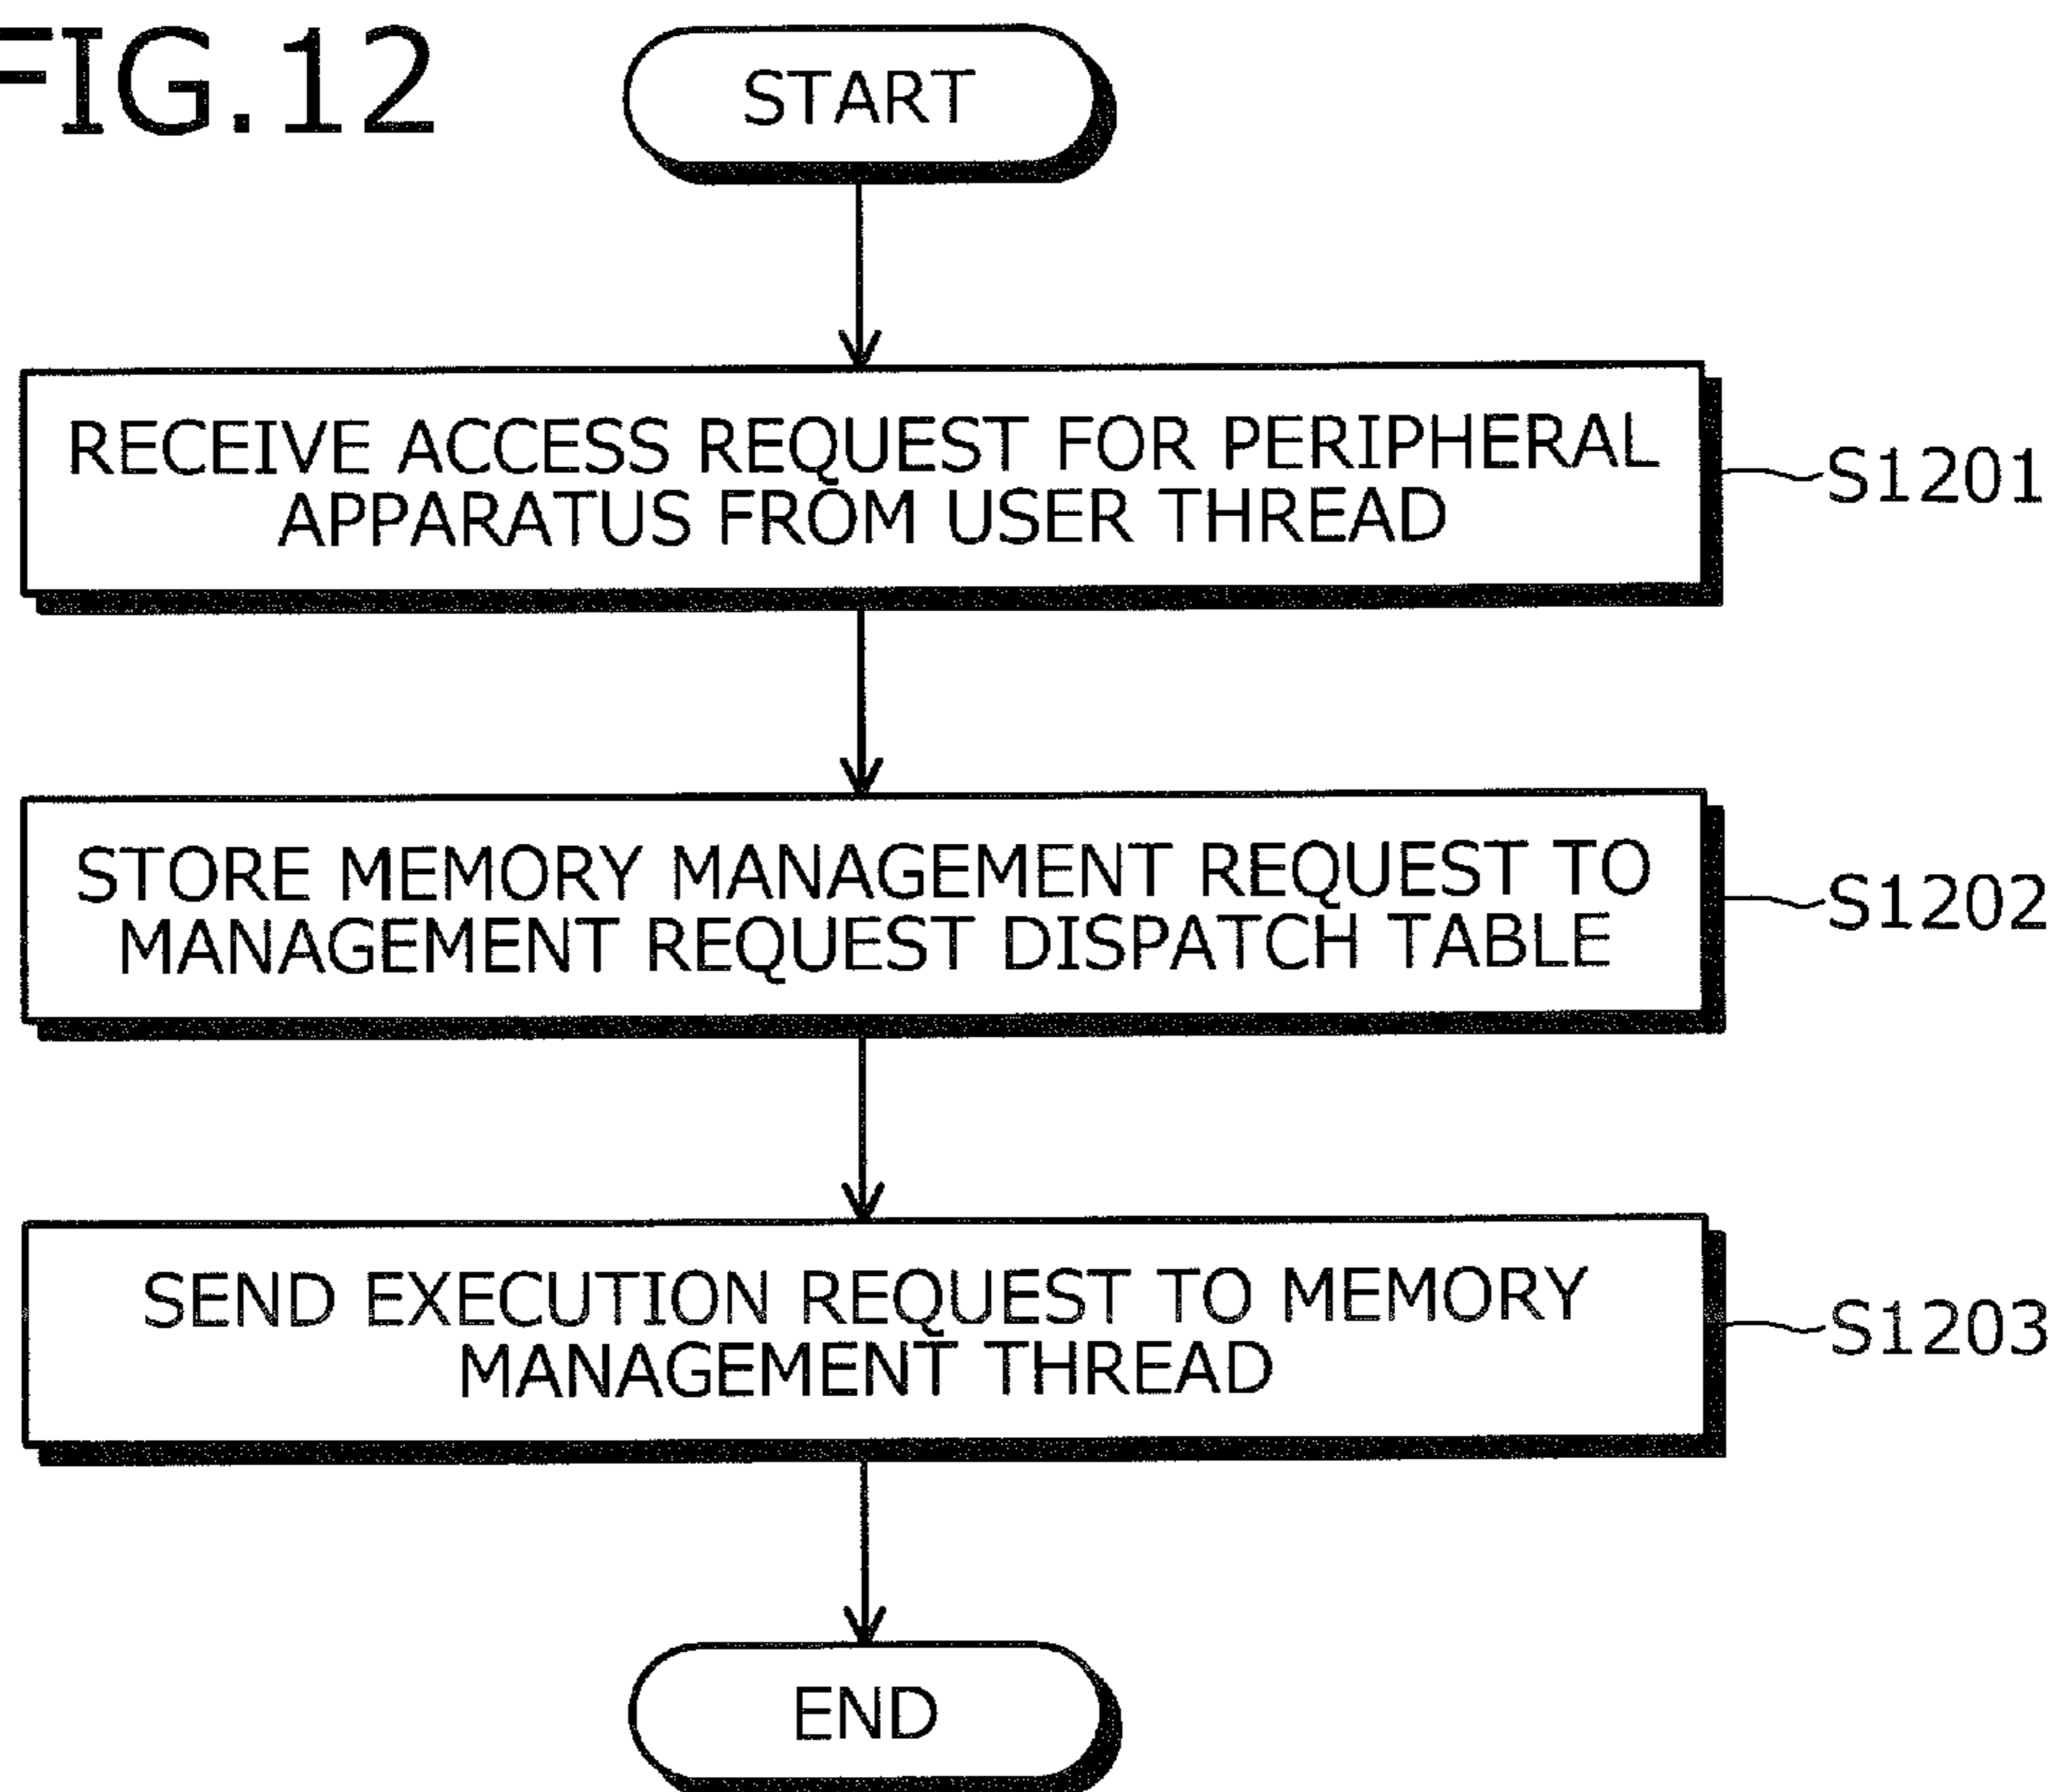 FIG.12
START
RECEIVE ACCESS REQUEST FOR PERIPHERAL
APPARATUS FROM USER THREAD
S1201
STORE MEMORY MANAGEMENT REQUEST TO
MANAGEMENT REQUEST DISPATCH TABLE
S1202
SEND EXECUTION REQUEST TO MEMORY
MANAGEMENT THREAD
S1203
END